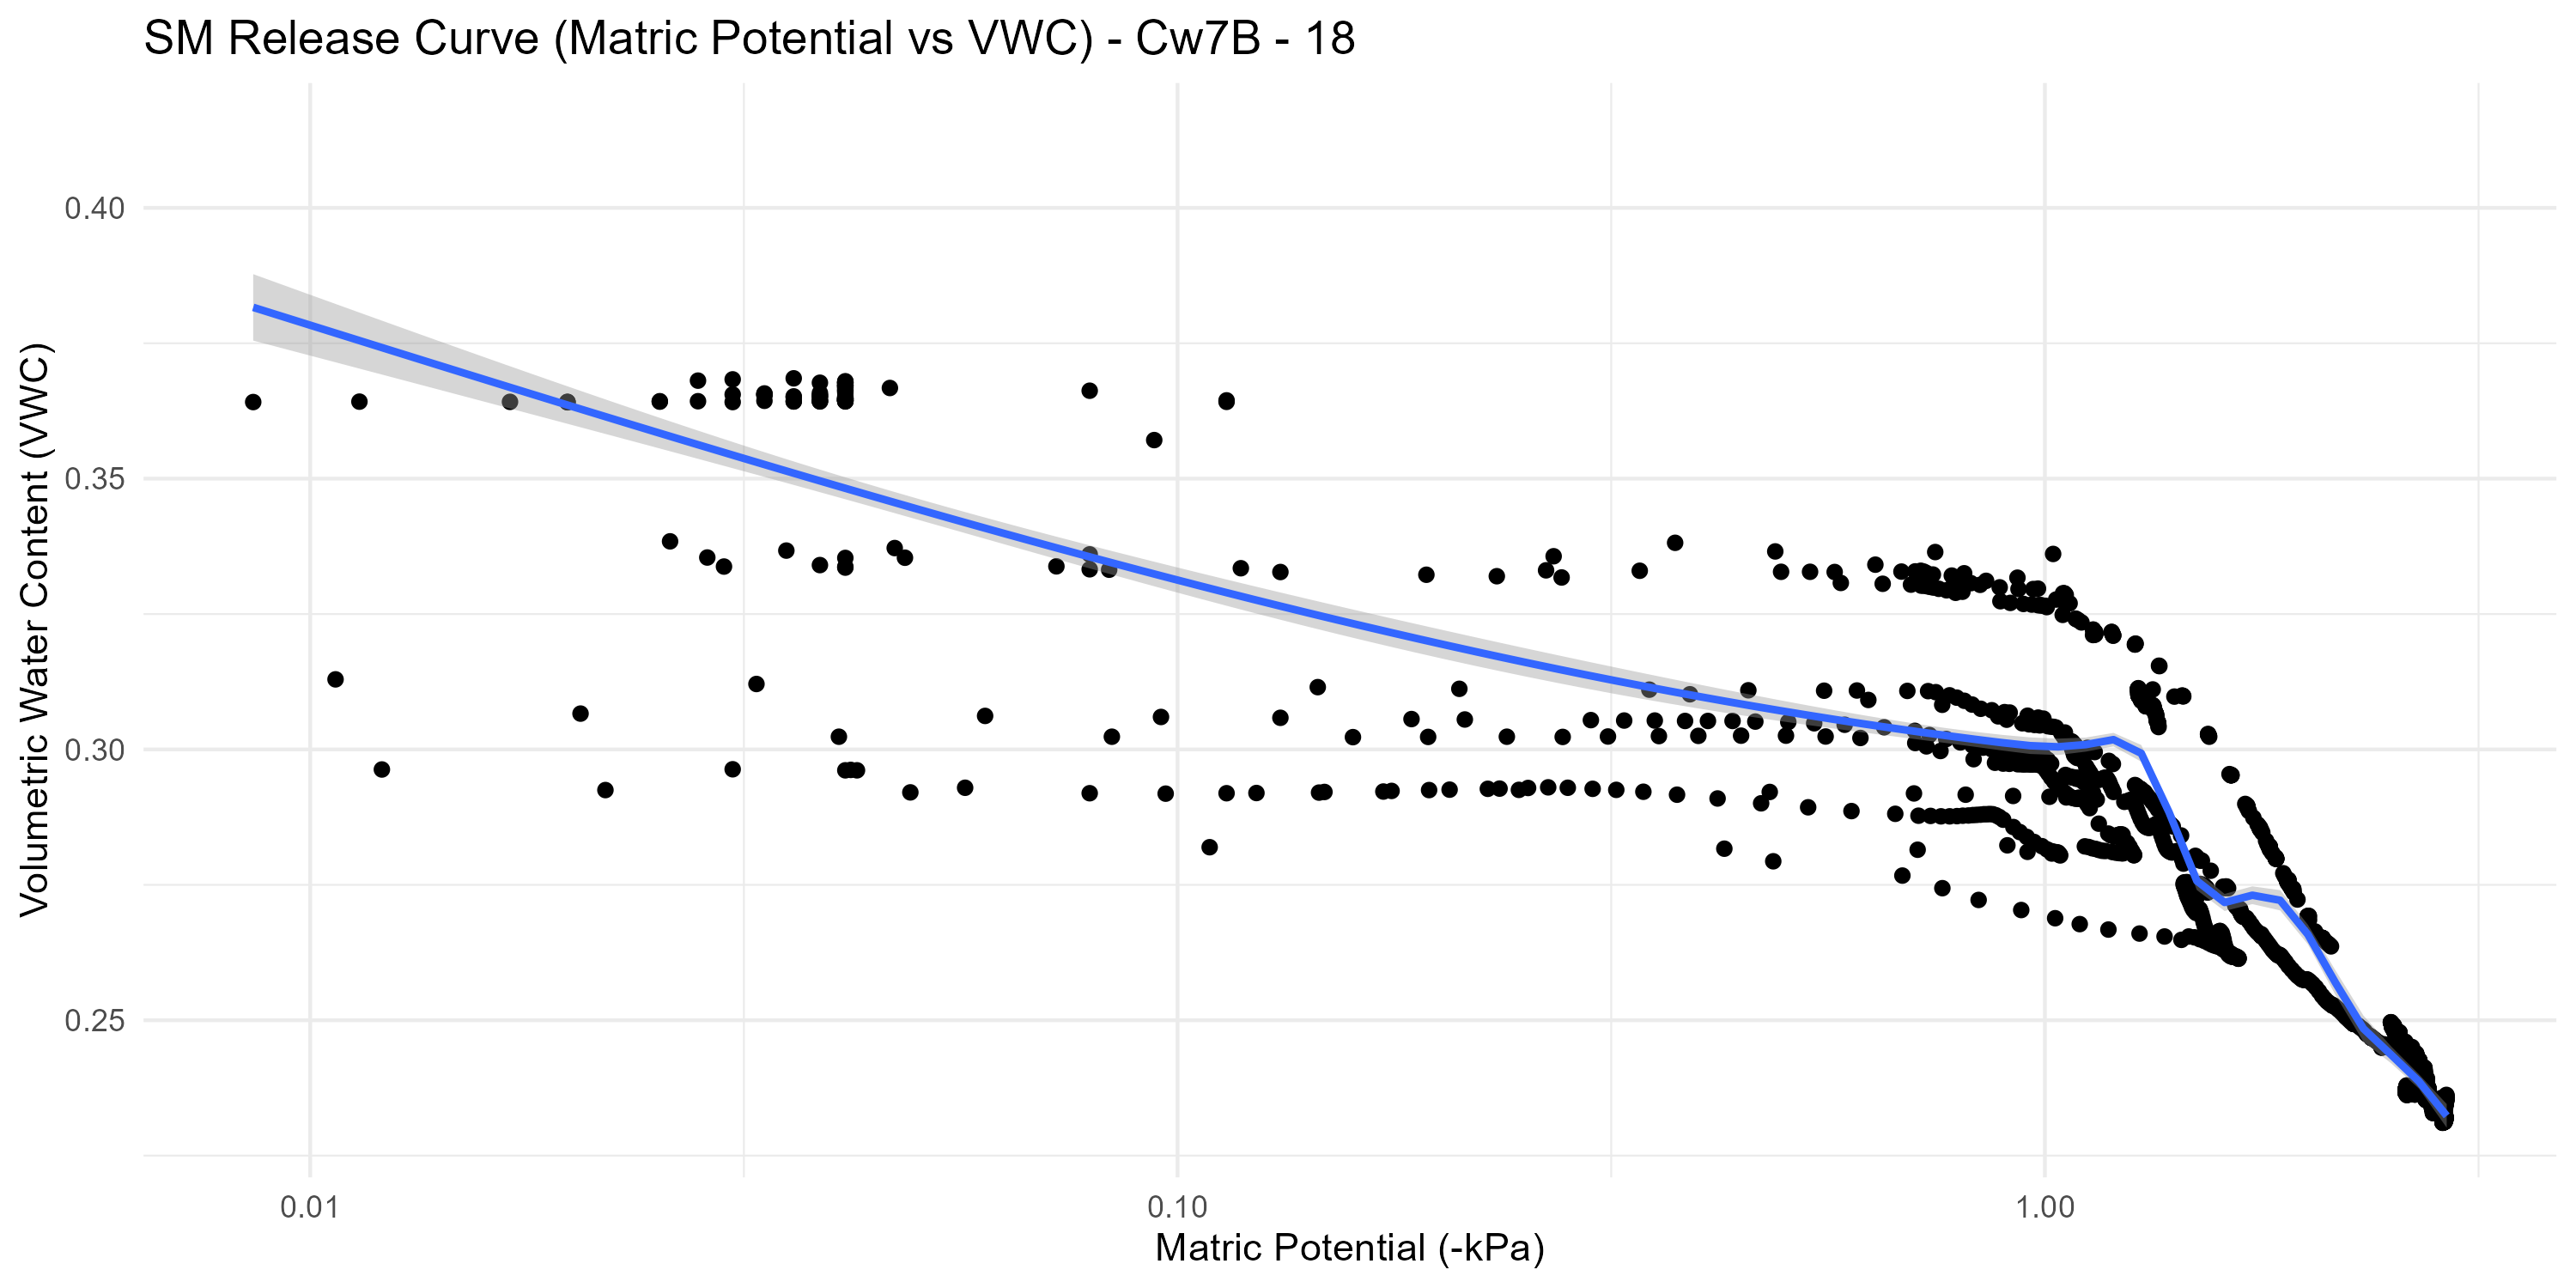 SM Release Curve (Matric Potential vs VWC) - Cw7B - 18
Volumetric Water Content (VWC)
0.40
0.35
0.30
0.25
0.01
0.10
1.00
Matric Potential (-kPa)